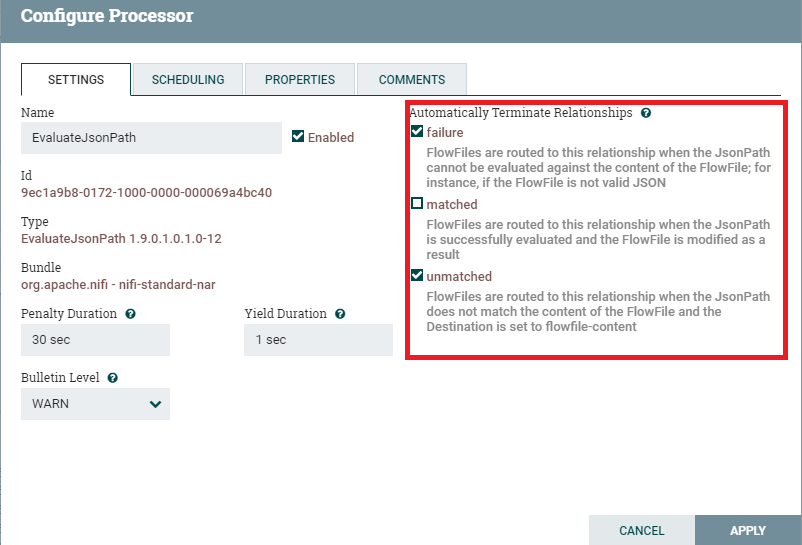 Configure Processor
SETTINGS
SCHEDULING
PROPERTIES
COMMENTS
Name
EvaluateJsonPath
Enabled
Id
9ec1a9b8-0172-1000-0000-000069a4bc40
Type
EvaluateJsonPath 1.9.0.1.0.1.0-12
Bundle
org.apache.nifi - nifi-standard-nar
Penalty Duration
Yield Duration
30 sec
1 sec
Bulletin Level
WARN
Automatically Terminate Relationships
failure
FlowFiles are routed to this relationship when the JsonPath
cannot be evaluated against the content of the FlowFile; for
instance, if the FlowFile is not valid JSON
matched
FlowFiles are routed to this relationship when the JsonPath
is successfully evaluated and the FlowFile is modified as a
result
unmatched
FlowFiles are routed to this relationship when the JsonPath
does not match the content of the FlowFile and the
Destination is set to flowfile-content
CANCEL
APPLY